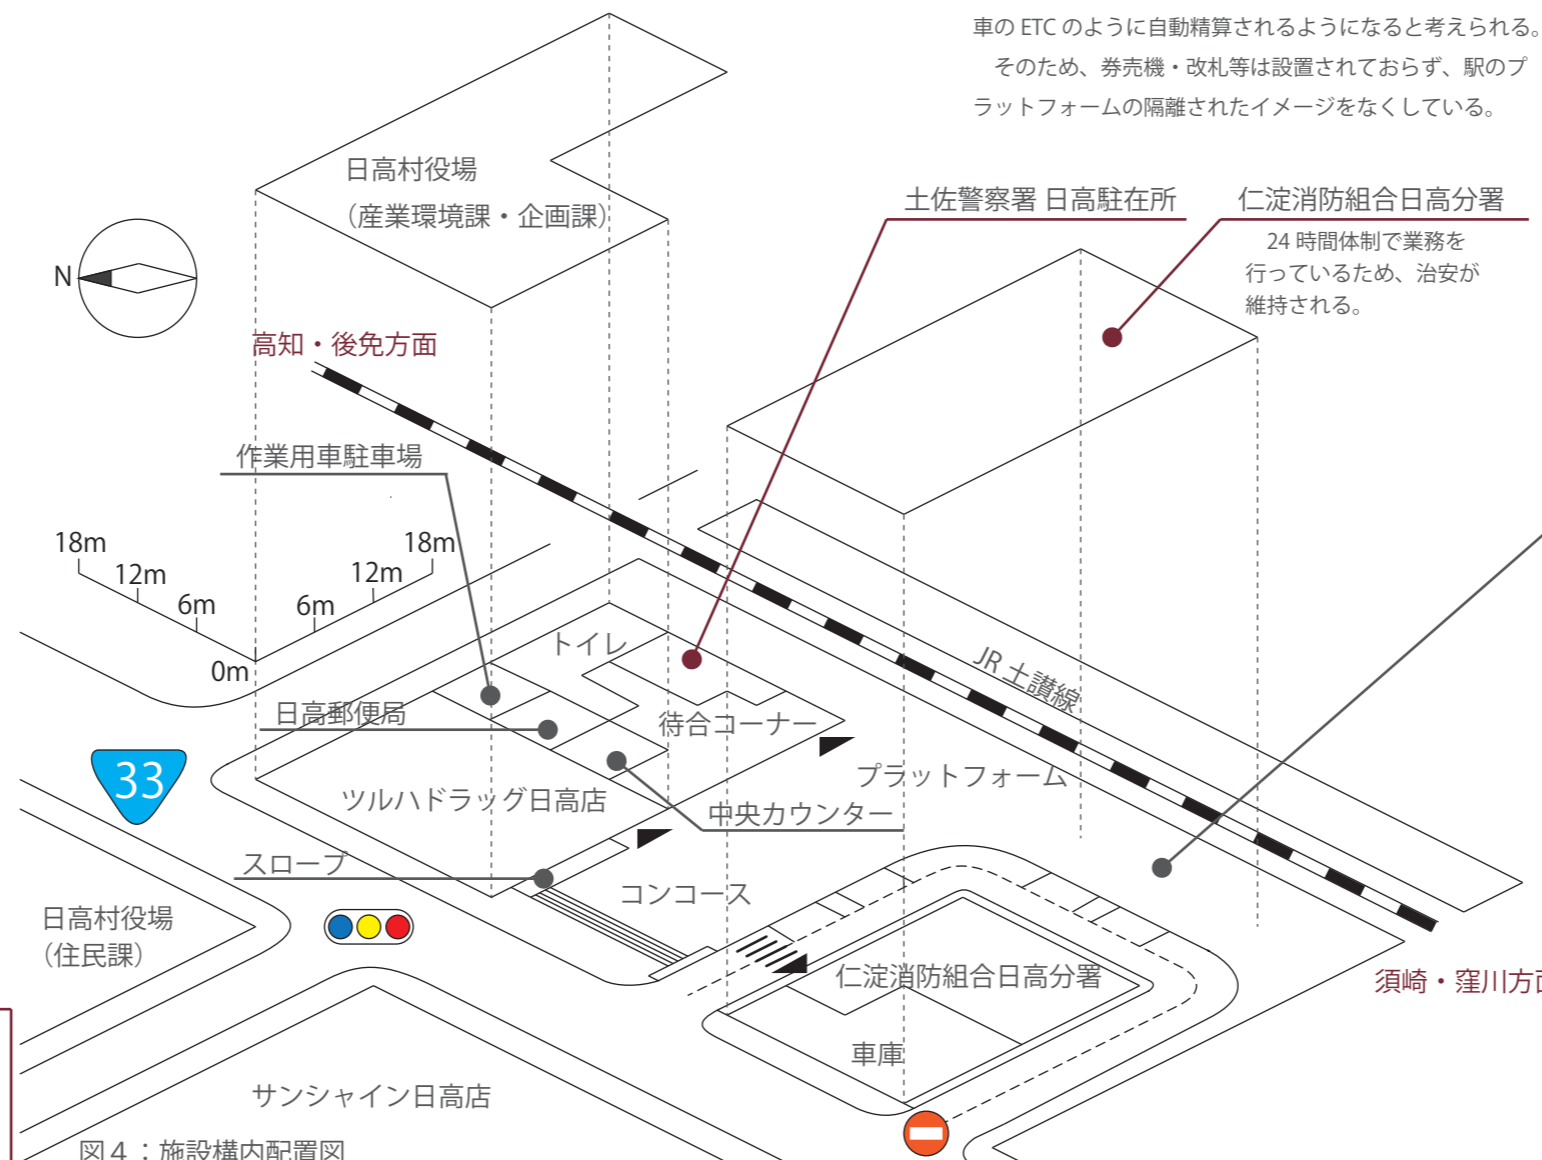 車の ETC のように自動精算されるようになると考えられる。
そのため、券売機・改札等は設置されておらず、駅のプ
ラットフォームの隔離されたイメージをなくしている。
日高村役場
（産業環境課・企画課）
土佐警察署 日高駐在所
仁淀消防組合日高分署
24 時間体制で業務を
行っているため、治安が
維持される。
N
高知・後免方面
作業用車駐車場
18m
12m
6m
0m
6m
12m
18m
トイレ
日高郵便局
待合コーナー
JR 土讃線
プラットフォーム
33
ツルハドラッグ日高店
中央カウンター
スロープ
コンコース
日高村役場
（住民課）
仁淀消防組合日高分署
須崎・窪川方面
車庫
サンシャイン日高店
図４：施設構内配置図